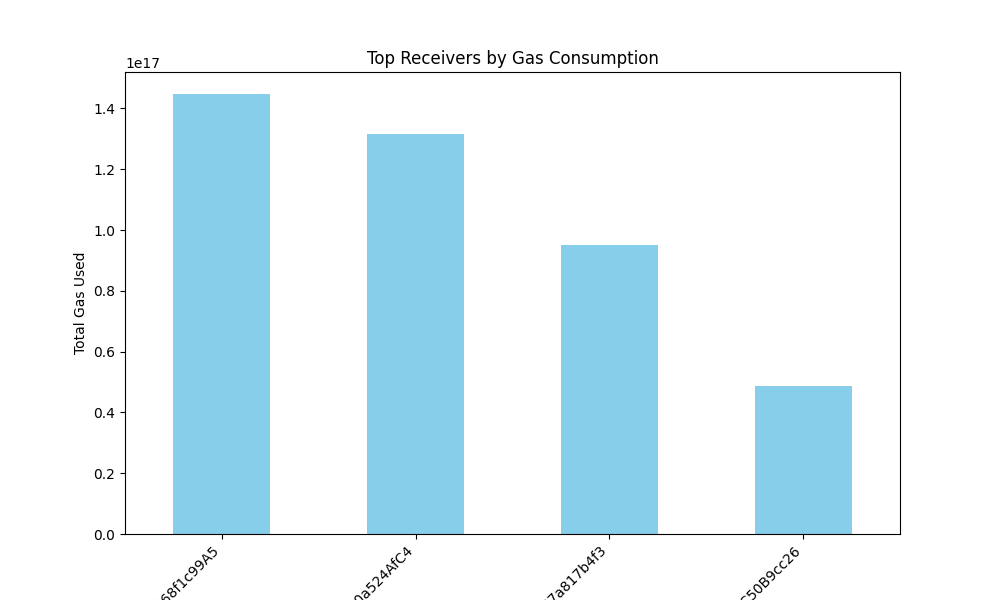 Top Receivers by Gas Consumption
1e17
1.4
1.2
1.0
0.8
0.6
0.4
0.2
0.0
Total Gas Used
68f1c99A5
0a524AfC4
7a817b4f3
C50B9cc26